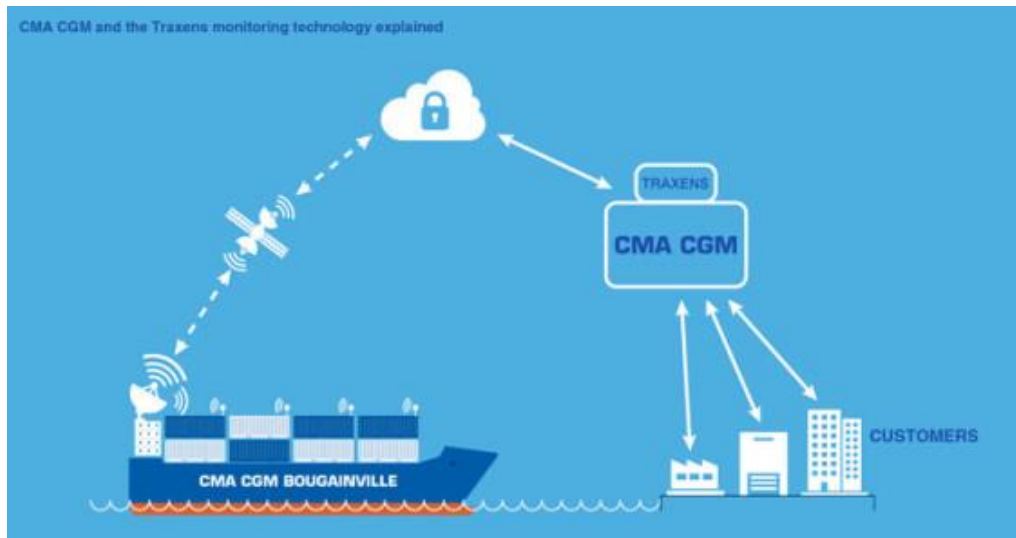 CMA CGM and the Traxens monitoring technology explained
TRAXENS
CMA CGM
CUSTOMERS
CMA CGM BOUGAINVILLE